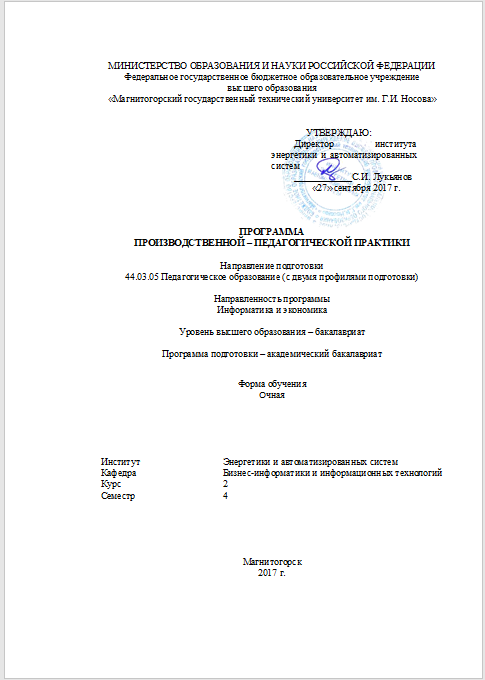 МИНИСТЕРСТВО ОБРАЗОВАНИЯ И НАУКИ РОССИЙСКОЙ ФЕДЕРАЦИИ
Федеральное государственное бюджетное образовательное учреждение
высшего образования
«Магнитогорский государственный технический университет им. Г.И. Носова»
УТВЕРЖДАЮ:
Директор института
энергетики и автоматизированных
систем
____________С.И. Лукьянов
«27»сентября 2017 г.
ПРОГРАММА
ПРОИЗВОДСТВЕННОЙ – ПЕДАГОГИЧЕСКОЙ ПРАКТИКИ
Направление подготовки
44.03.05 Педагогическое образование (с двумя профилями подготовки)
Направленность программы
Информатика и экономика
Уровень высшего образования – бакалавриат
Программа подготовки – академический бакалавриат
Форма обучения
Очная
Институт Энергетики и автоматизированных систем
Кафедра Бизнес-информатики и информационных технологий
Курс 2
Семестр 4
Магнитогорск
2017 г.